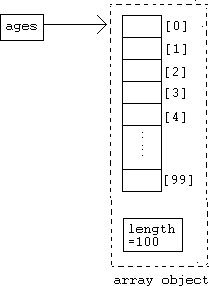 ages
[0]
[1]
[2]
[3]
[4]
[99]
length
=100
array object